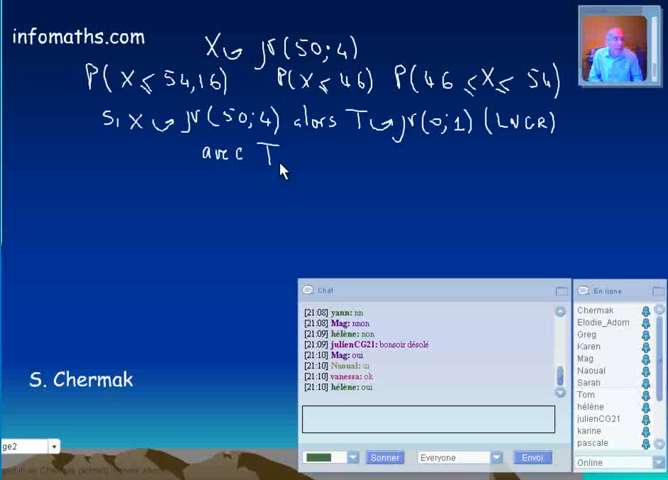 infomaths.com
X ↪ N(50;4)
P(X ≤ 54,16) P(X ≤ 46) P(46 ≤ X ≤ 54)
Si X ↪ N(50;4) alors T ↪ N(0;1) (LNCR)
avec T
S. Chermak
Chat
[21:08] yann: nn
[21:08] Mag: nnon
[21:09] hélène: non
[21:09] julienCG21: bonsoir désolé
[21:10] Mag: oui
[21:10] Naoual: ui
[21:10] vanessa: ok
[21:10] hélène: oui
Sonner Everyone Envoi
En ligne
Chermak
Elodie_Adom
Greg
Karen
Mag
Naoual
Sarah
Tom
hélène
julienCG21
karine
pascale
Online
ge2